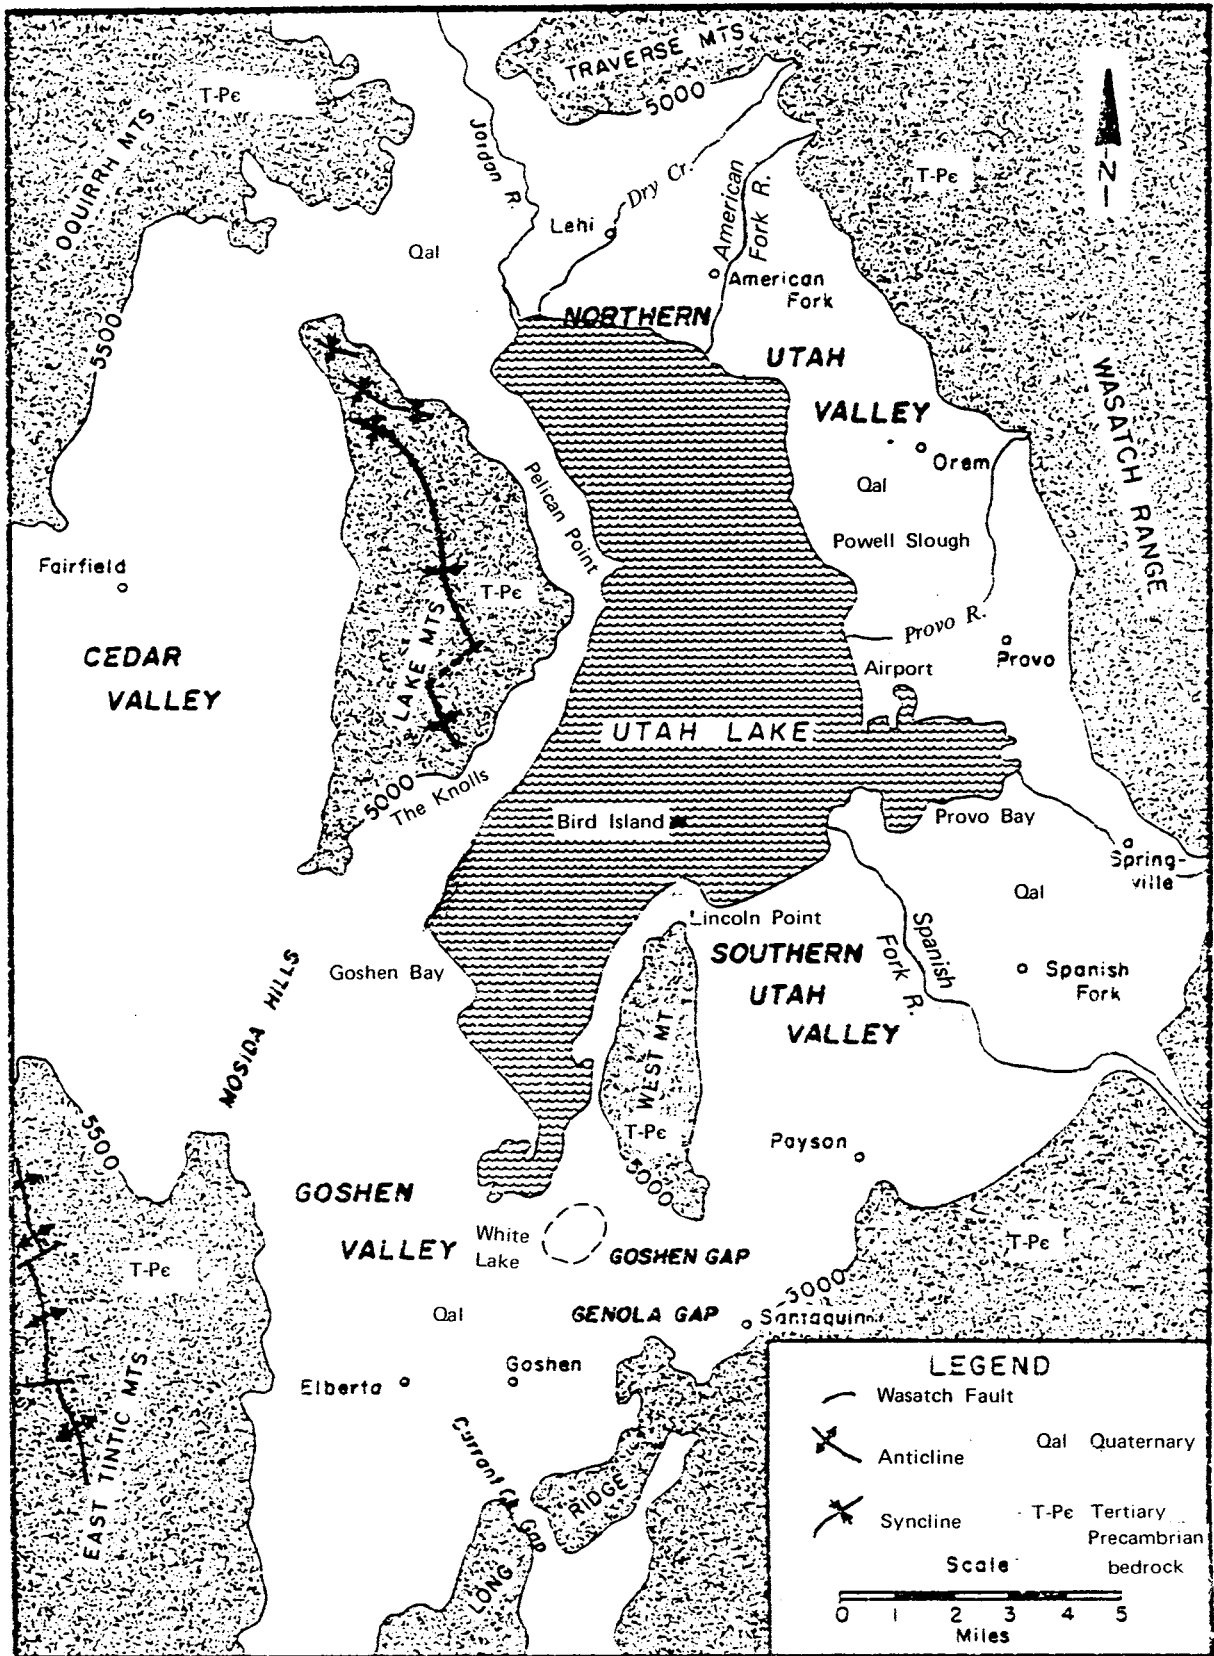 TRAVERSE MTS
5000
T-Pє
OQUIRRH MTS
Jordan R.
T-Pє
N
Dry Cr.
American
Fork R.
Lehi
Qal
American
Fork
NORTHERN
UTAH
VALLEY
5500
WASATCH RANGE
Orem
Qal
Pelican Point
Powell Slough
Fairfield
T-Pє
Provo R.
Provo
CEDAR
VALLEY
LAKE MTS
Airport
UTAH LAKE
5000
The Knolls
Bird Island
Provo Bay
Spring-
ville
Qal
Lincoln Point
SOUTHERN
UTAH
VALLEY
Spanish
Fork R.
Spanish
Fork
Goshen Bay
MOSIDA HILLS
WEST MT
T-Pє
5000
5500
Payson
GOSHEN
VALLEY
White
Lake
GOSHEN GAP
T-Pє
T-Pє
Qal
GENOLA GAP
5000
Santaquin
Goshen
Elberta
EAST TINTIC MTS
Currant Cr. Gap
LONG
RIDGE
LEGEND
Wasatch Fault
Anticline
Qal Quaternary
Syncline
T-Pє Tertiary
Precambrian
bedrock
Scale
0 1 2 3 4 5
Miles